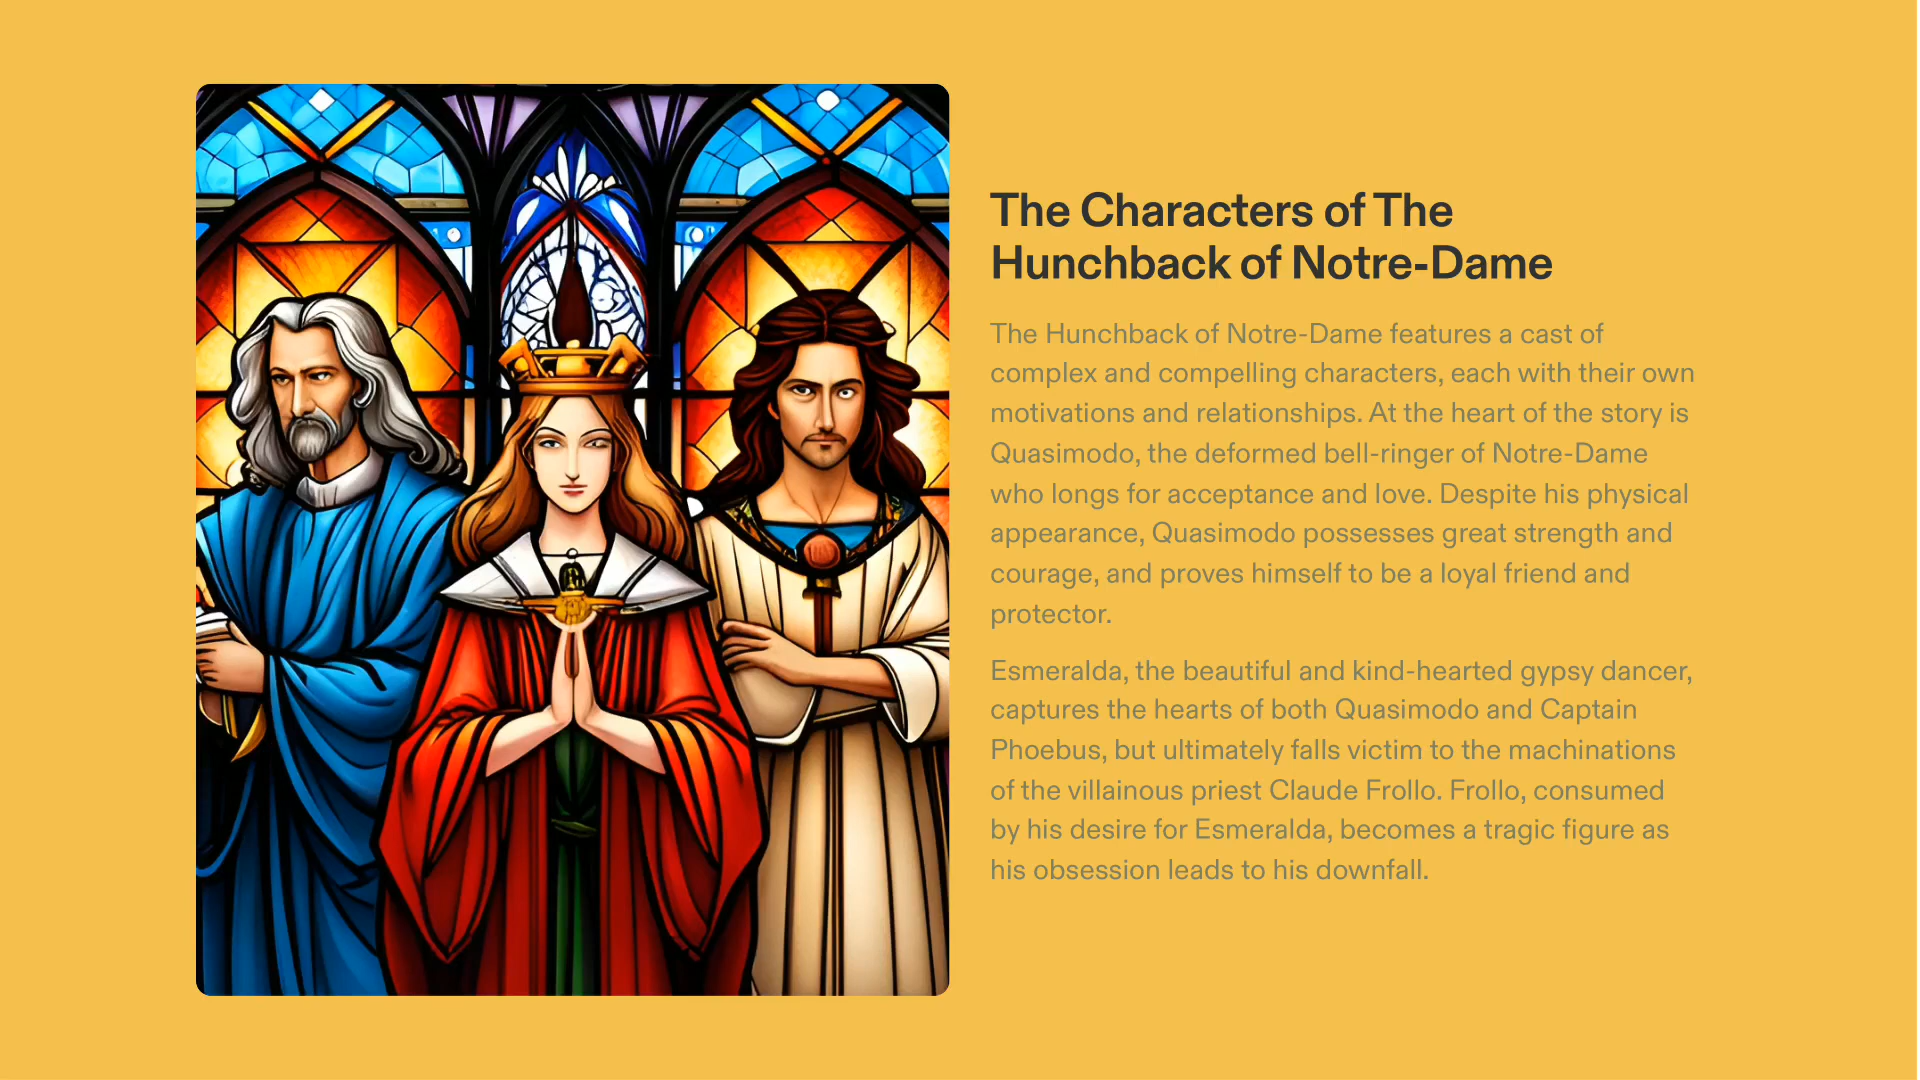 The Characters of The
Hunchback of Notre-Dame
The Hunchback of Notre-Dame features a cast of
complex and compelling characters, each with their own
motivations and relationships. At the heart of the story is
Quasimodo, the deformed bell-ringer of Notre-Dame
who longs for acceptance and love. Despite his physical
appearance, Quasimodo possesses great strength and
courage, and proves himself to be a loyal friend and
protector.
Esmeralda, the beautiful and kind-hearted gypsy dancer,
captures the hearts of both Quasimodo and Captain
Phoebus, but ultimately falls victim to the machinations
of the villainous priest Claude Frollo. Frollo, consumed
by his desire for Esmeralda, becomes a tragic figure as
his obsession leads to his downfall.